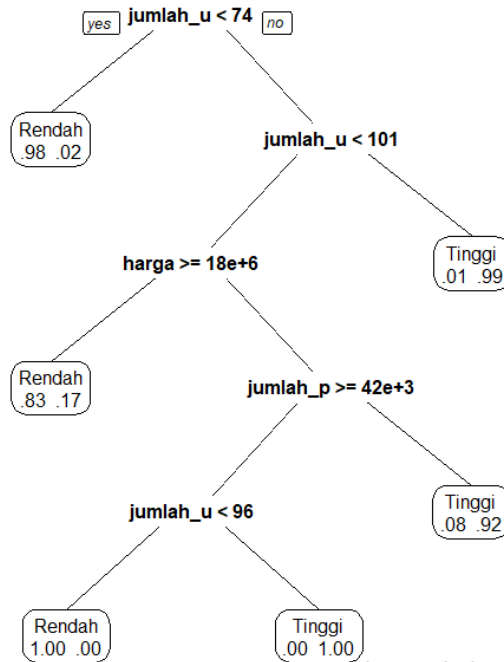 yes jumlah_u < 74 no
Rendah
.98 .02
jumlah_u < 101
harga >= 18e+6
Tinggi
.01 .99
Rendah
.83 .17
jumlah_p >= 42e+3
Tinggi
.08 .92
jumlah_u < 96
Rendah
1.00 .00
Tinggi
.00 1.00